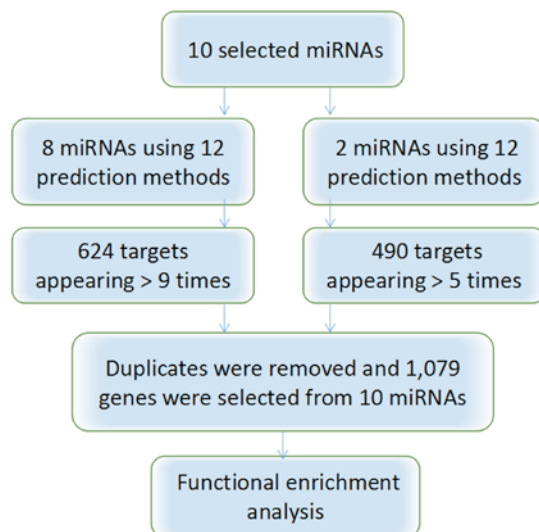 10 selected miRNAs
8 miRNAs using 12
prediction methods
2 miRNAs using 12
prediction methods
624 targets
appearing > 9 times
490 targets
appearing > 5 times
Duplicates were removed and 1,079
genes were selected from 10 miRNAs
Functional enrichment
analysis